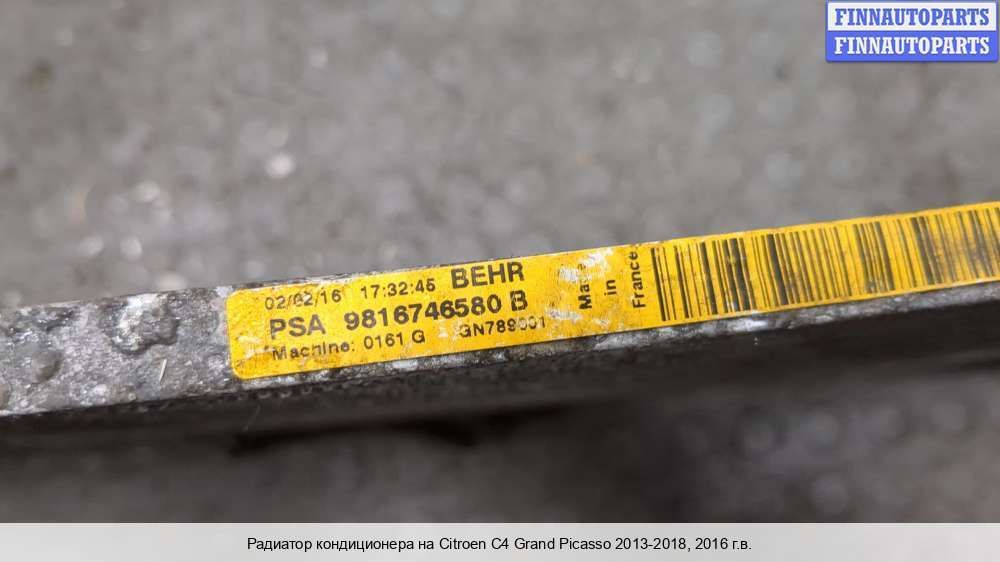 FINNAUTOPARTS
FINNAUTOPARTS
02/02/16 17:32:45 BEHR
PSA 9816746580 B
Machine: 0161 G GN789001
Made in France
Радиатор кондиционера на Citroen C4 Grand Picasso 2013-2018, 2016 г.в.